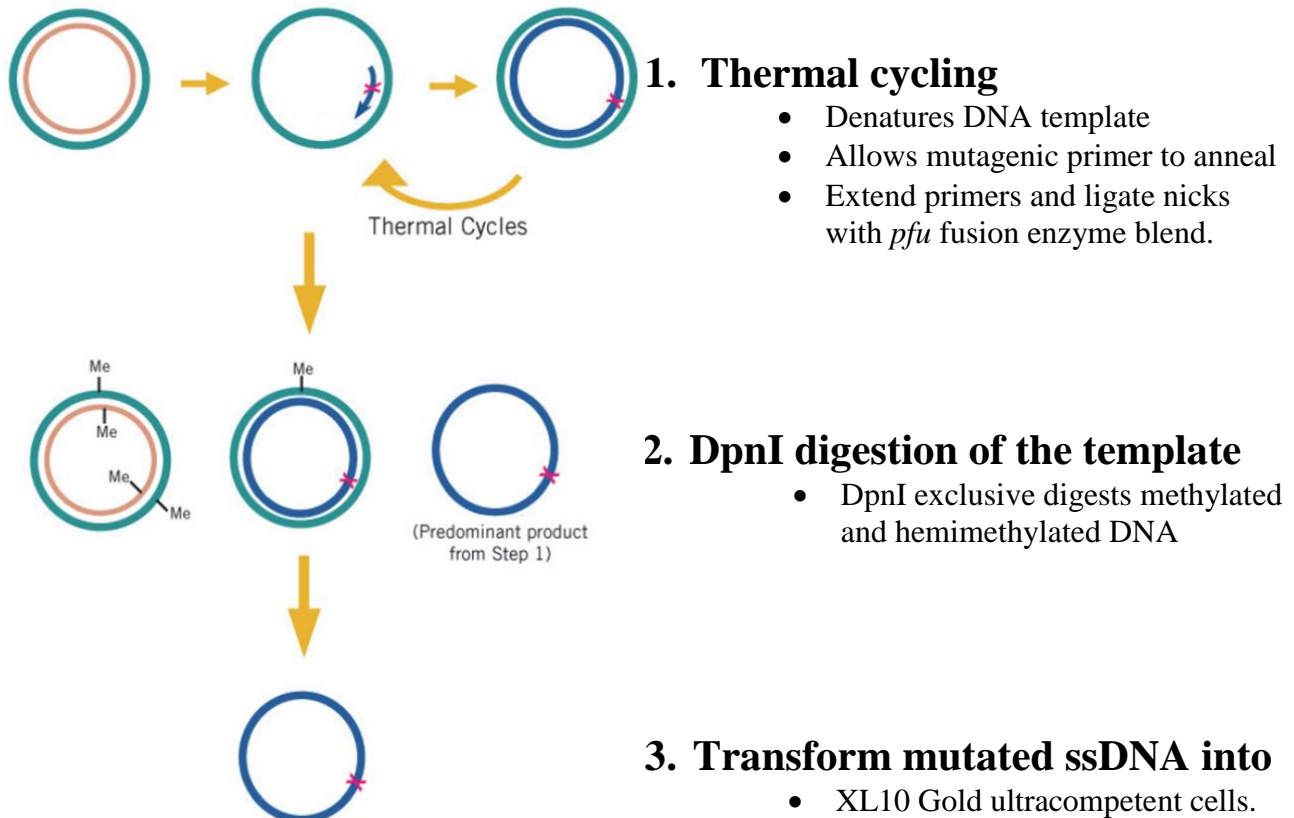 1. Thermal cycling
• Denatures DNA template
• Allows mutagenic primer to anneal
• Extend primers and ligate nicks
with pfu fusion enzyme blend.
Thermal Cycles
Me
Me
Me
Me
Me
(Predominant product
from Step 1)
2. DpnI digestion of the template
• DpnI exclusive digests methylated
and hemimethylated DNA
3. Transform mutated ssDNA into
• XL10 Gold ultracompetent cells.